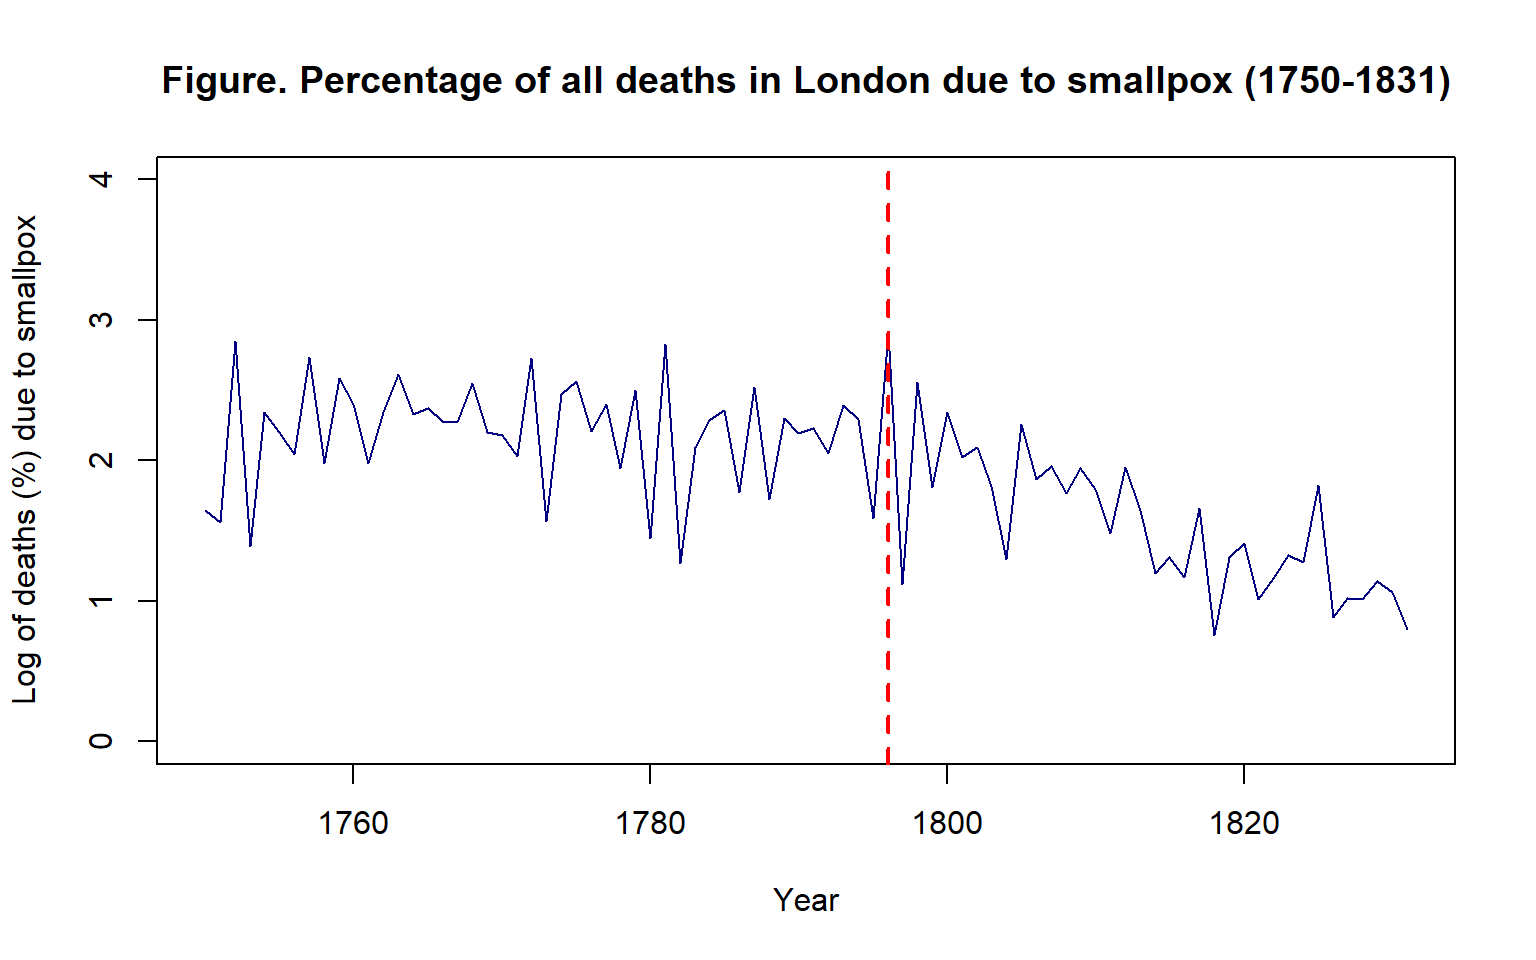 Figure. Percentage of all deaths in London due to smallpox (1750-1831)
Log of deaths (%) due to smallpox
4
3
2
1
0
1760 1780 1800 1820
Year